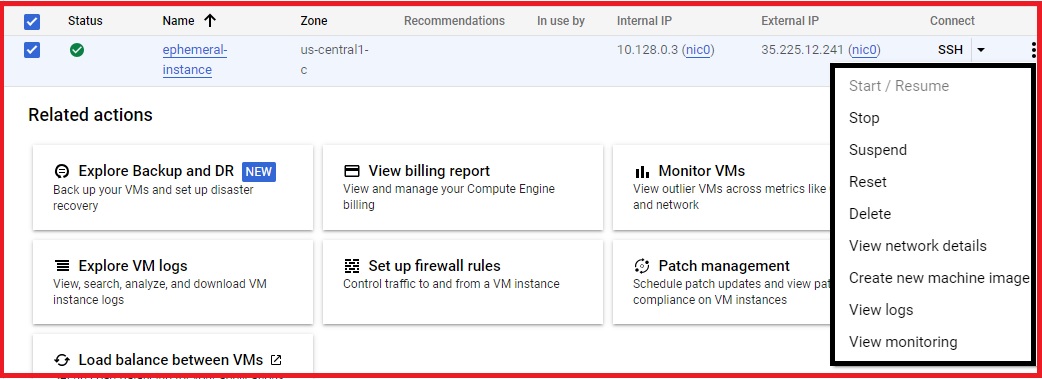 Status Name Zone Recommendations In use by Internal IP External IP Connect
ephemeral-
instance
us-central1-
c
10.128.0.3 (nic0) 35.225.12.241 (nic0) SSH
Related actions
Explore Backup and DR NEW
Back up your VMs and set up disaster
recovery
View billing report
View and manage your Compute Engine
billing
Monitor VMs
View outlier VMs across metrics like
and network
Explore VM logs
View, search, analyze, and download VM
instance logs
Set up firewall rules
Control traffic to and from a VM instance
Patch management
Schedule patch updates and view
compliance on VM instances
Load balance between VMs
Start / Resume
Stop
Suspend
Reset
Delete
View network details
Create new machine image
View logs
View monitoring